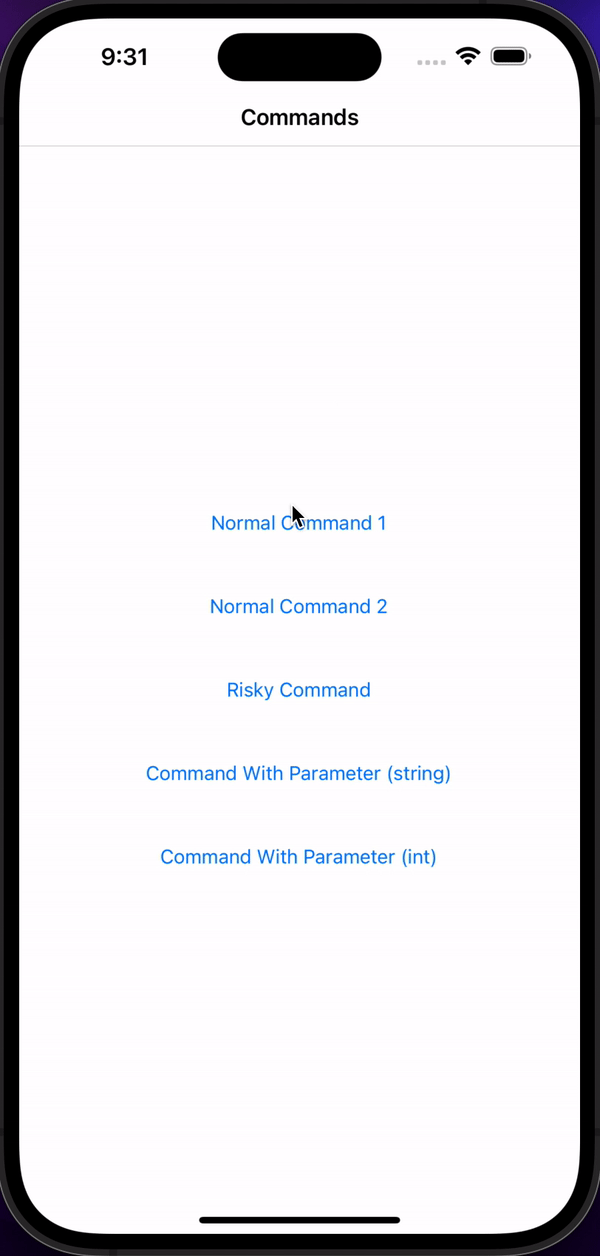 9:31
Commands
Normal Command 1
Normal Command 2
Risky Command
Command With Parameter (string)
Command With Parameter (int)